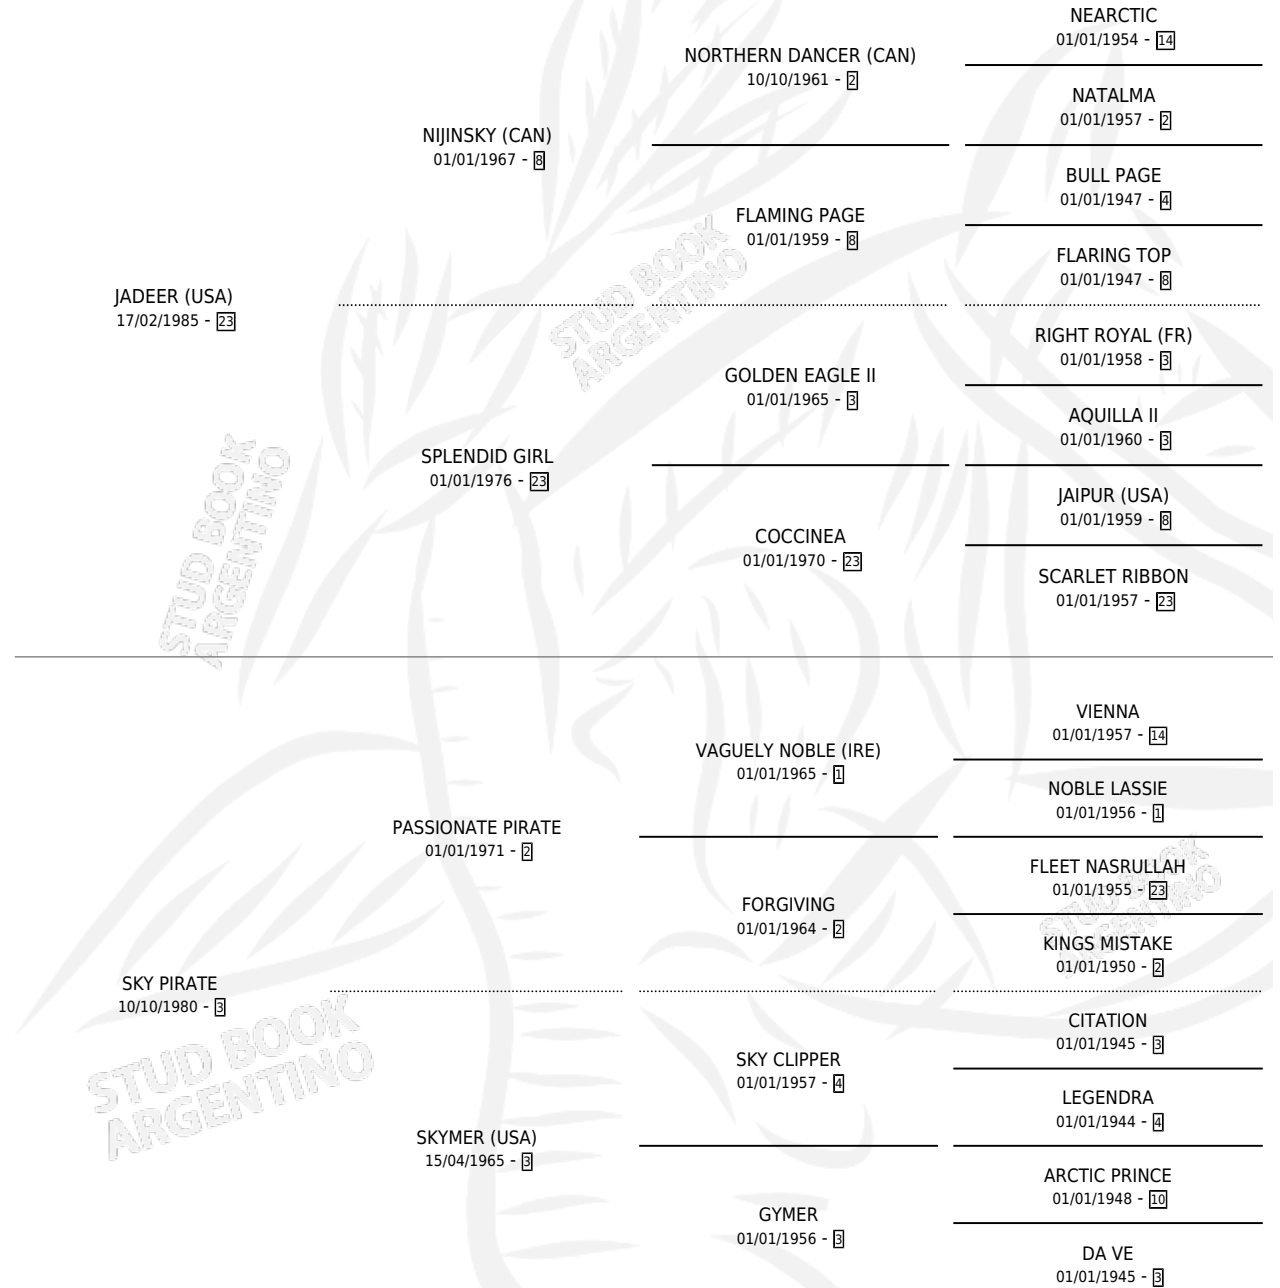 NEARCTIC
01/01/1954 - 14
NORTHERN DANCER (CAN)
10/10/1961 - 2
NATALMA
01/01/1957 - 2
NIJINSKY (CAN)
01/01/1967 - 8
BULL PAGE
01/01/1947 - 4
FLAMING PAGE
01/01/1959 - 8
FLARING TOP
01/01/1947 - 8
JADEER (USA)
17/02/1985 - 23
STUD BOOK
ARGENTINO
RIGHT ROYAL (FR)
01/01/1958 - 3
GOLDEN EAGLE II
01/01/1965 - 3
AQUILLA II
01/01/1960 - 3
SPLENDID GIRL
01/01/1976 - 23
JAIPUR (USA)
01/01/1959 - 8
COCCINEA
01/01/1970 - 23
SCARLET RIBBON
01/01/1957 - 23
STUD BOOK
ARGENTINO
VIENNA
01/01/1957 - 14
VAGUELY NOBLE (IRE)
01/01/1965 - 1
NOBLE LASSIE
01/01/1956 - 1
PASSIONATE PIRATE
01/01/1971 - 2
FLEET NASRULLAH
01/01/1955 - 23
FORGIVING
01/01/1964 - 2
KINGS MISTAKE
01/01/1950 - 2
STUD BOOK
ARGENTINO
SKY PIRATE
10/10/1980 - 3
CITATION
01/01/1945 - 3
SKY CLIPPER
01/01/1957 - 4
LEGENDRA
01/01/1944 - 4
STUD BOOK
ARGENTINO
SKYMER (USA)
15/04/1965 - 3
ARCTIC PRINCE
01/01/1948 - 10
GYMER
01/01/1956 - 3
DA VE
01/01/1945 - 3